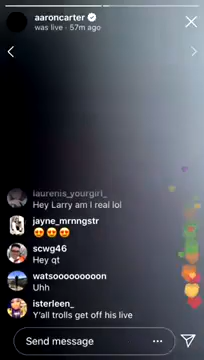 aaroncarter
was live · 57m ago
laurenis_yourgirl_
Hey Larry am I real lol
jayne_mrnngstr
😍😍😍
scwg46
Hey qt
watsooooooooon
Uhh
isterleen_
Y'all trolls get off his live
Send message